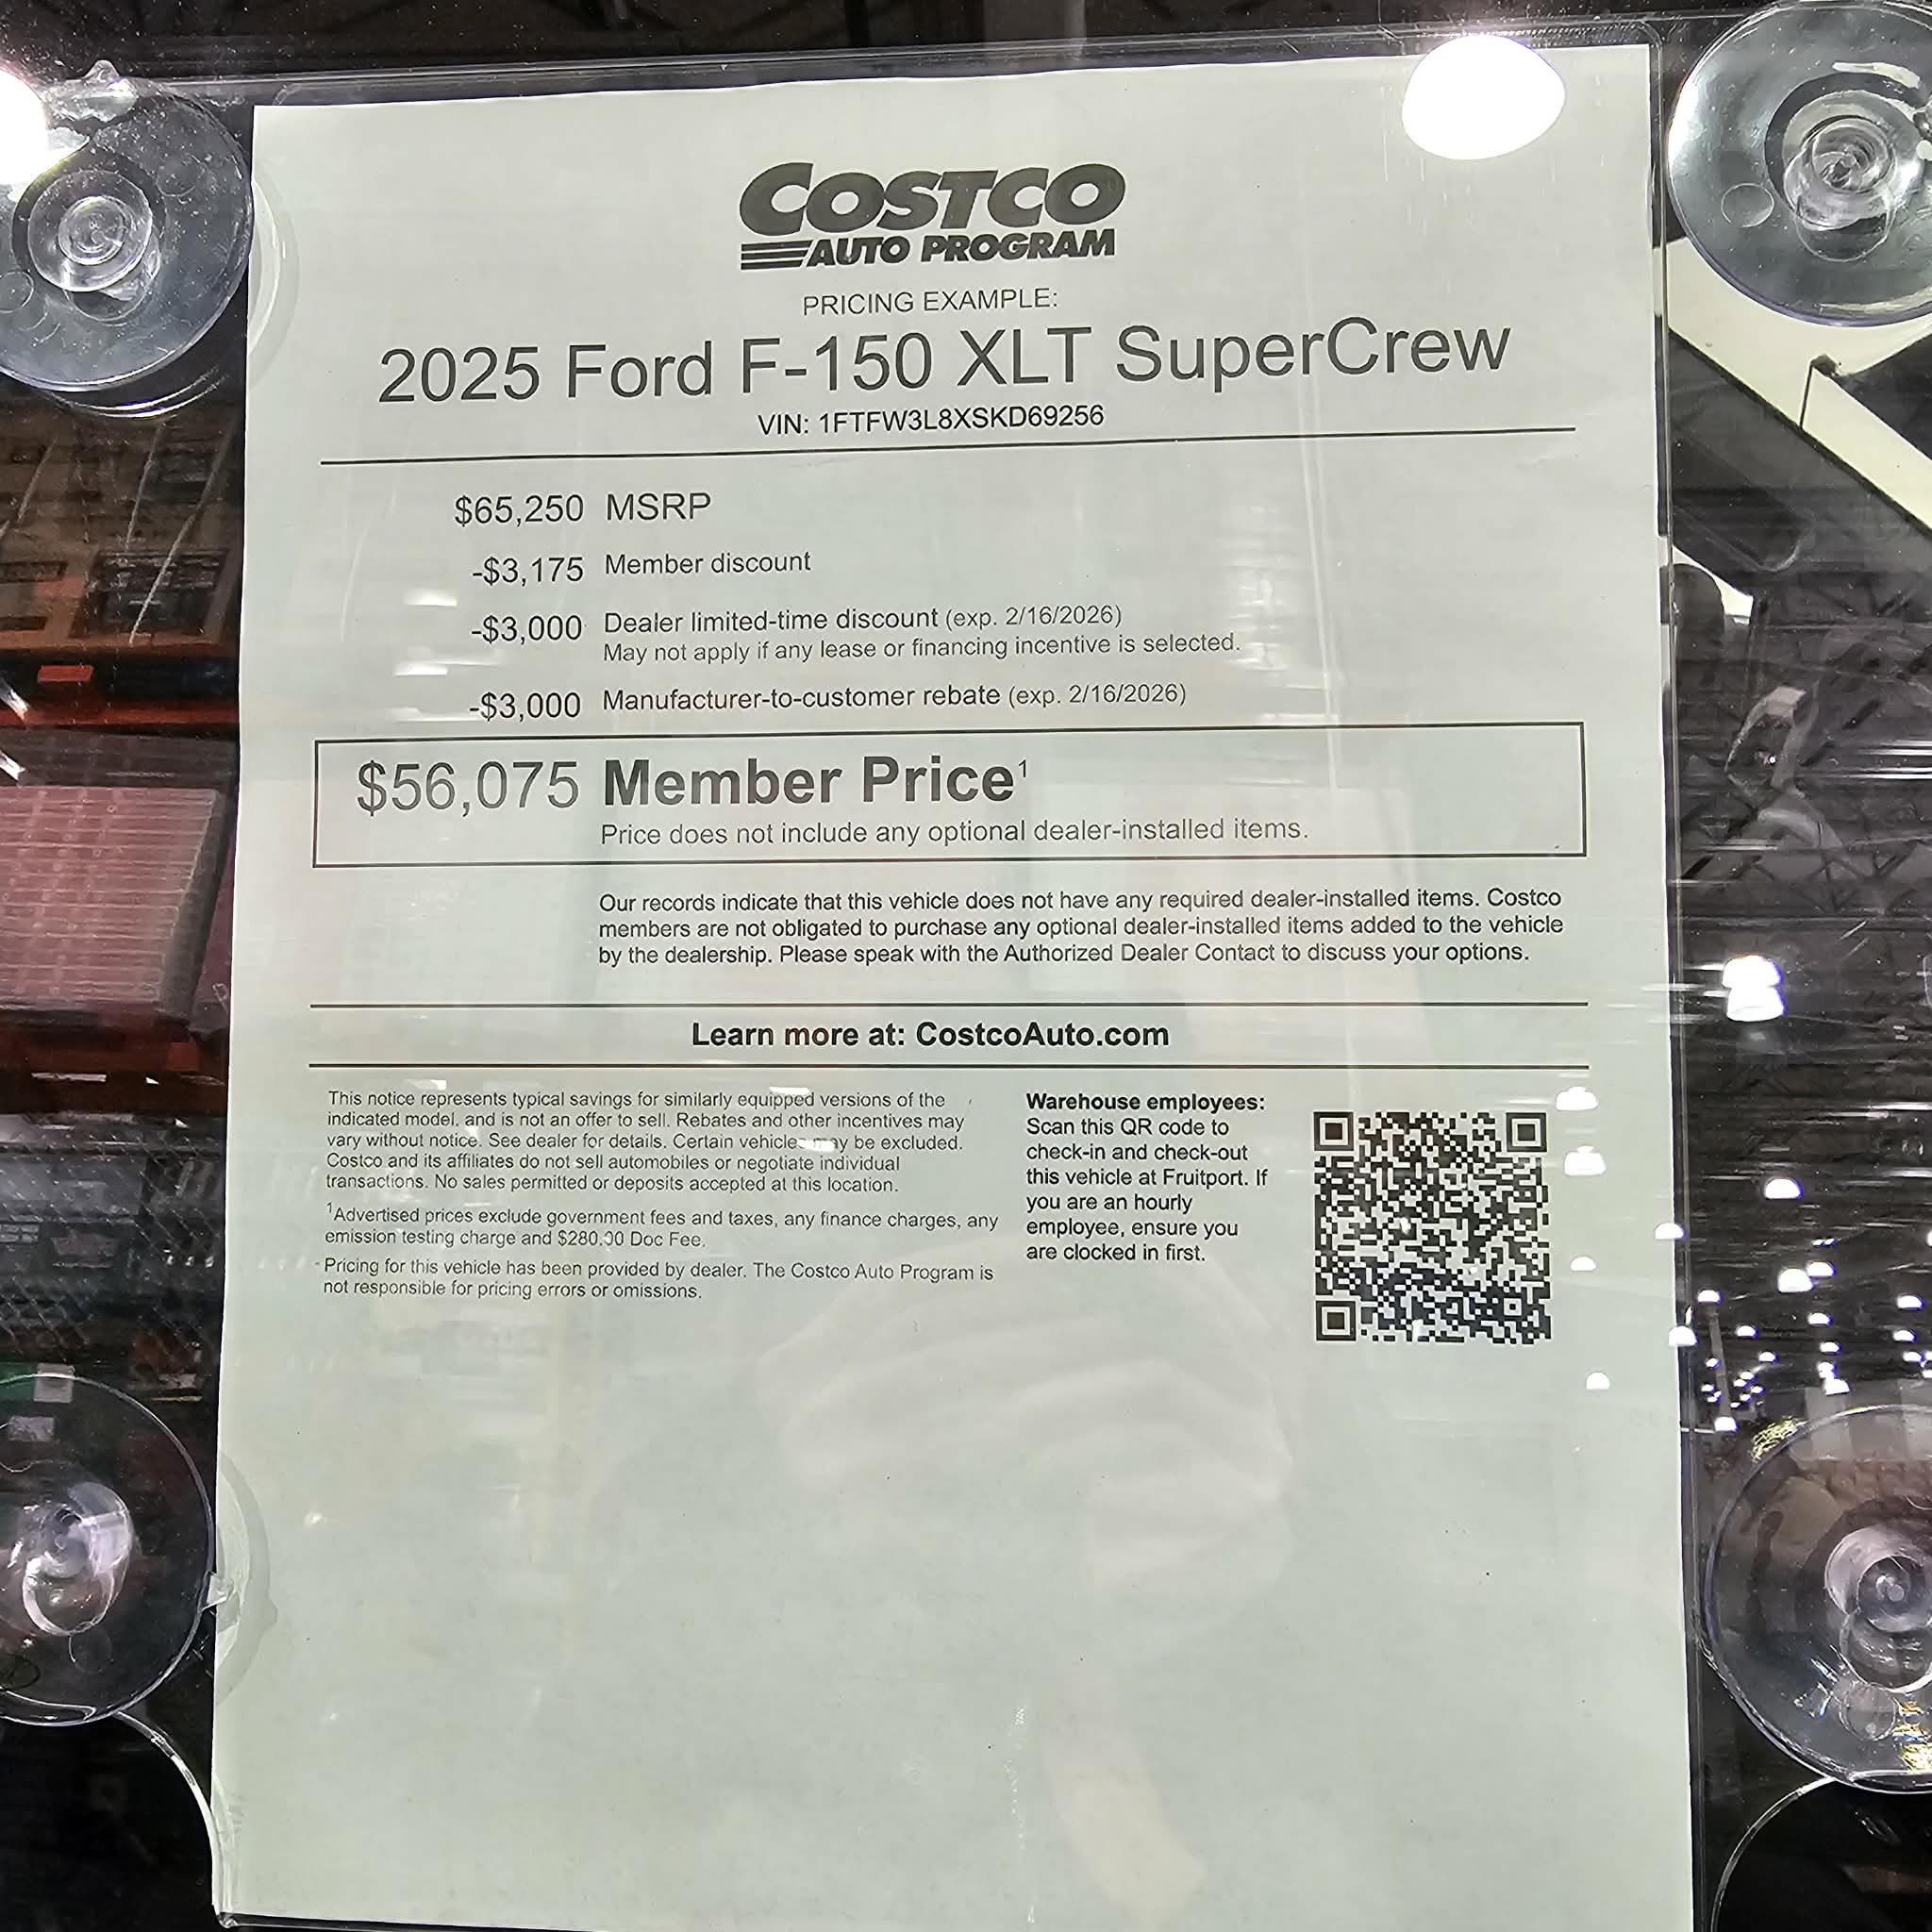 COSTCO
AUTO PROGRAM
PRICING EXAMPLE:
2025 Ford F-150 XLT SuperCrew
VIN: 1FTFW3L8XSKD69256
$65,250 MSRP
-$3,175 Member discount
-$3,000 Dealer limited-time discount (exp. 2/16/2026)
May not apply if any lease or financing incentive is selected.
-$3,000 Manufacturer-to-customer rebate (exp. 2/16/2026)
$56,075 Member Price¹
Price does not include any optional dealer-installed items.
Our records indicate that this vehicle does not have any required dealer-installed items. Costco
members are not obligated to purchase any optional dealer-installed items added to the vehicle
by the dealership. Please speak with the Authorized Dealer Contact to discuss your options.
Learn more at: CostcoAuto.com
This notice represents typical savings for similarly equipped versions of the
indicated model, and is not an offer to sell. Rebates and other incentives may
vary without notice. See dealer for details. Certain vehicles may be excluded.
Costco and its affiliates do not sell automobiles or negotiate individual
transactions. No sales permitted or deposits accepted at this location.
¹Advertised prices exclude government fees and taxes, any finance charges, any
emission testing charge and $280.00 Doc Fee.
Pricing for this vehicle has been provided by dealer. The Costco Auto Program is
not responsible for pricing errors or omissions.
Warehouse employees:
Scan this QR code to
check-in and check-out
this vehicle at Fruitport. If
you are an hourly
employee, ensure you
are clocked in first.